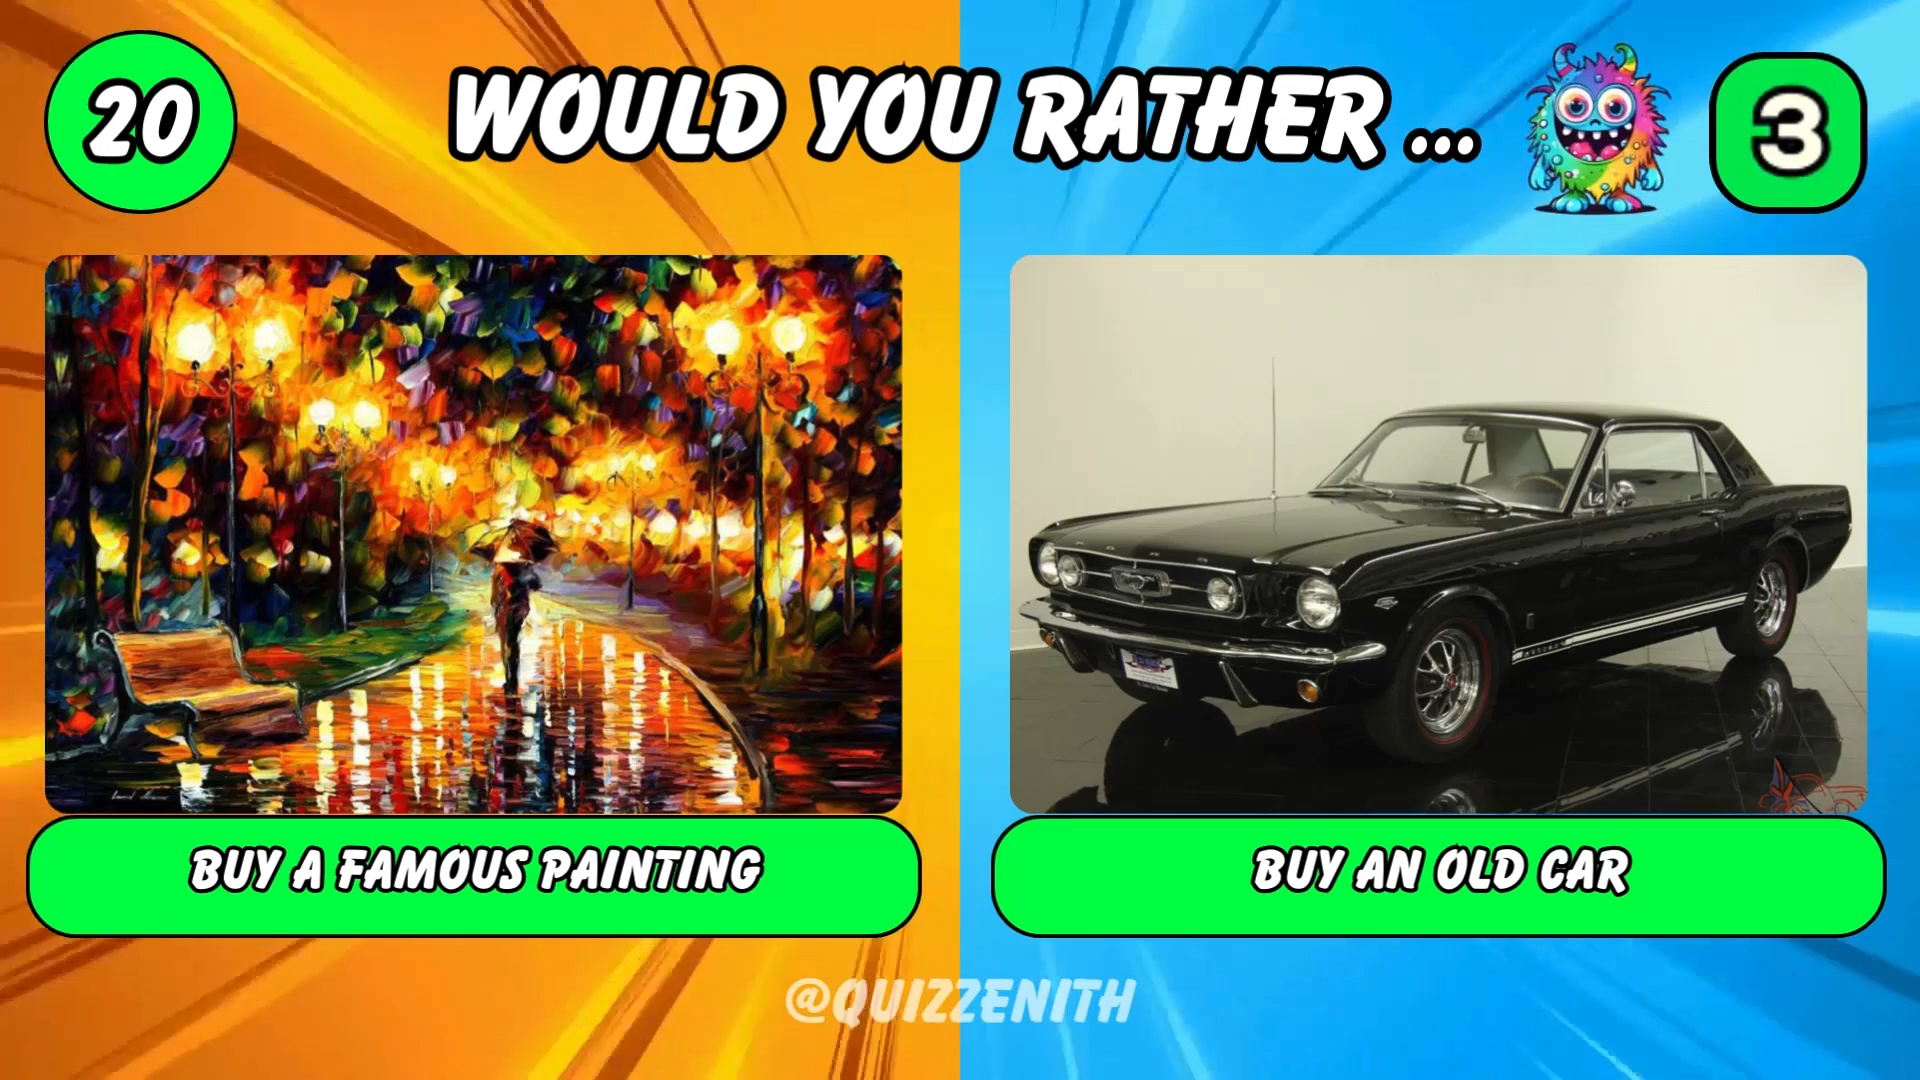 20
WOULD YOU RATHER ...
3
BUY A FAMOUS PAINTING
BUY AN OLD CAR
@QUIZZENITH